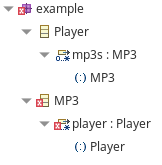 example
Player
mp3s : MP3
(:) MP3
MP3
player : Player
(:) Player